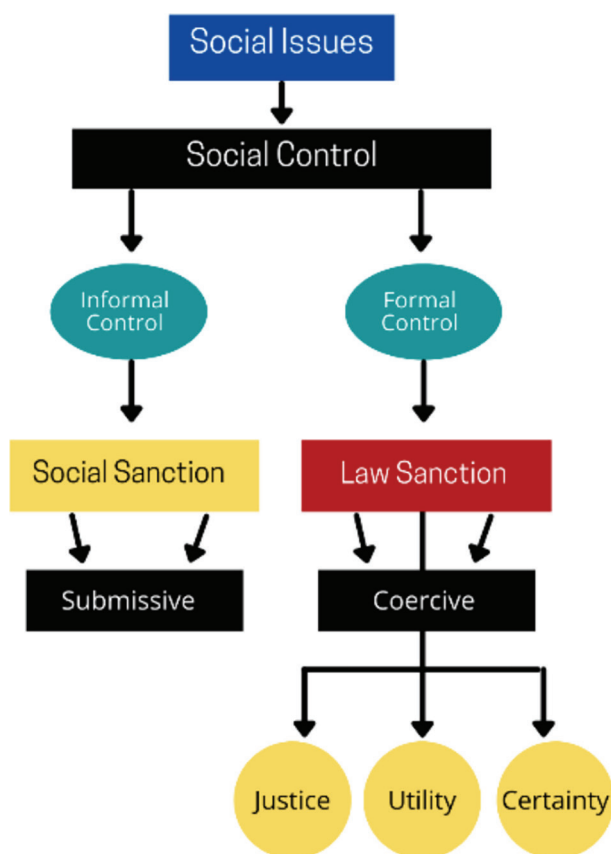 Social Issues
Social Control
Informal
Control
Formal
Control
Social Sanction
Law Sanction
Submissive
Coercive
Justice
Utility
Certainty